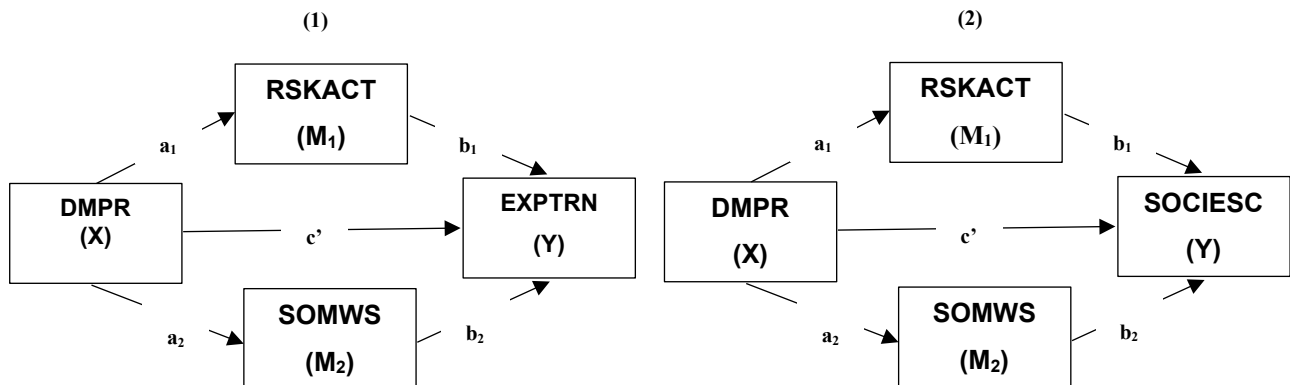 (1)
RSKACT
(M₁)
a₁
b₁
DMPR
(X)
EXPTRN
(Y)
c’
SOMWS
(M₂)
a₂
b₂
(2)
RSKACT
(M₁)
a₁
b₁
DMPR
(X)
SOCIESC
(Y)
c’
SOMWS
(M₂)
a₂
b₂